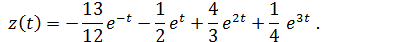 z(t) = − 13/12 e^{−t} − 1/2 e^{t} + 4/3 e^{2t} + 1/4 e^{3t} .